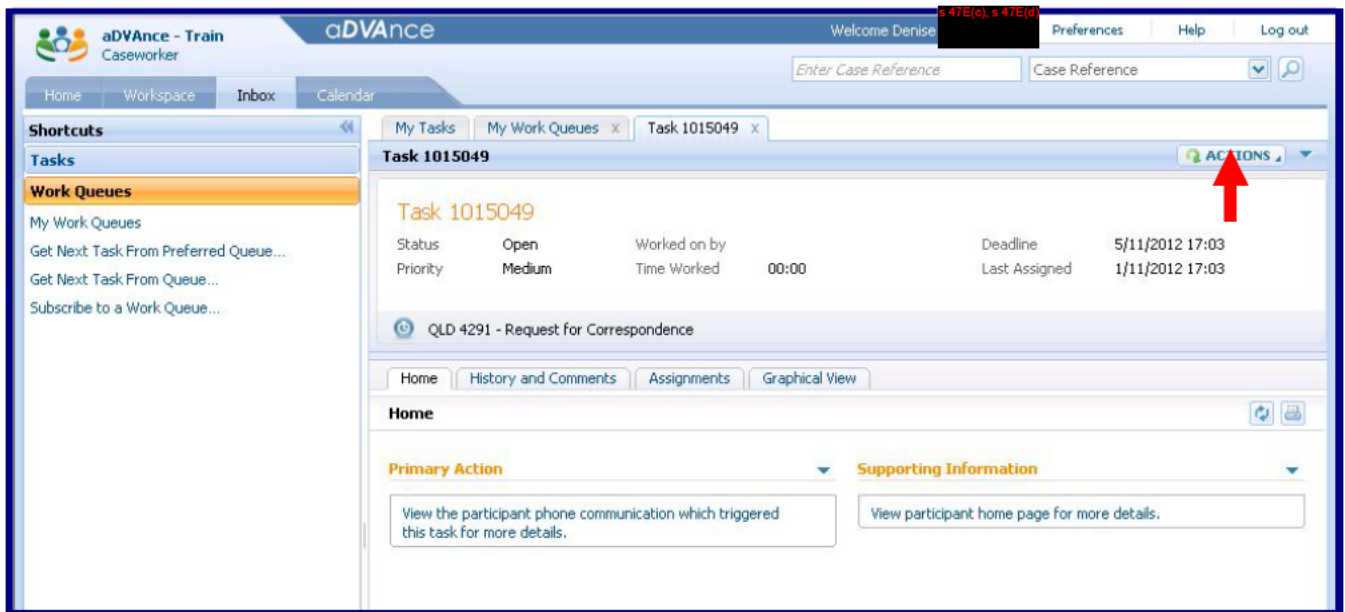 s 47E(c), s 47E(d)
aDVAnce - Train
Caseworker
aDVAnce
Welcome Denise
Preferences
Help
Log out
Enter Case Reference
Case Reference
Home
Workspace
Inbox
Calendar
Shortcuts
Tasks
Work Queues
My Work Queues
Get Next Task From Preferred Queue...
Get Next Task From Queue...
Subscribe to a Work Queue...
My Tasks
My Work Queues x
Task 1015049 x
Task 1015049
ACTIONS
Task 1015049
Status Open Worked on by Deadline 5/11/2012 17:03
Priority Medium Time Worked 00:00 Last Assigned 1/11/2012 17:03
QLD 4291 - Request for Correspondence
Home
History and Comments
Assignments
Graphical View
Home
Primary Action
View the participant phone communication which triggered
this task for more details.
Supporting Information
View participant home page for more details.